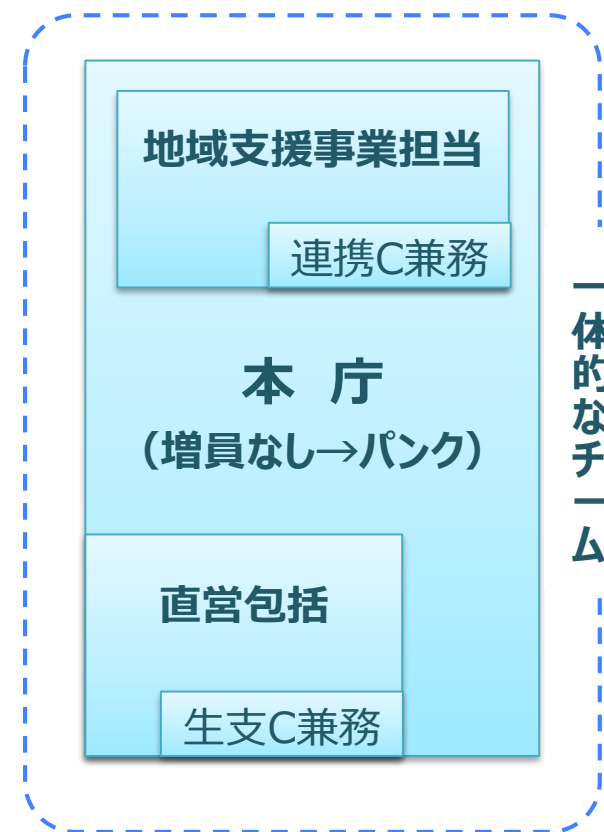 地域支援事業担当
連携C兼務
本 庁
（増員なし→パンク）
直営包括
生支C兼務
一体的なチーム